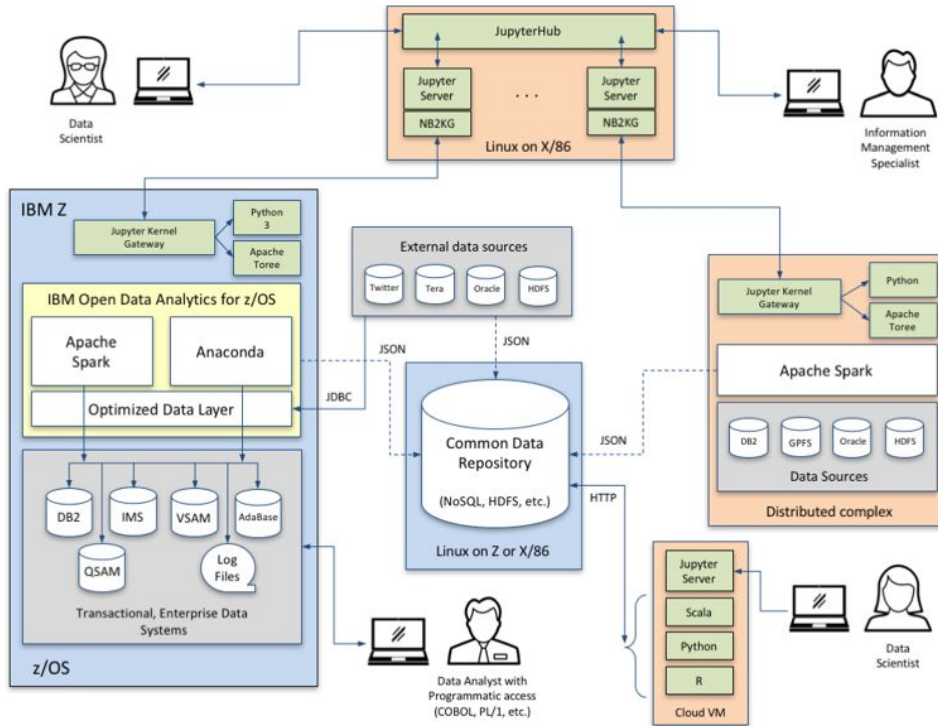 JupyterHub
Jupyter
Server
NB2KG
. . .
Jupyter
Server
NB2KG
Linux on X/86
Data
Scientist
Information
Management
Specialist
IBM Z
Jupyter Kernel
Gateway
Python
3
Apache
Toree
IBM Open Data Analytics for z/OS
Apache
Spark
Anaconda
Optimized Data Layer
DB2
IMS
VSAM
AdaBase
QSAM
Log
Files
Transactional, Enterprise Data
Systems
z/OS
External data sources
Twitter
Tera
Oracle
HDFS
JSON
JSON
JDBC
JSON
HTTP
Common Data
Repository
(NoSQL, HDFS, etc.)
Linux on Z or X/86
Jupyter Kernel
Gateway
Python
Apache
Toree
Apache Spark
DB2
GPFS
Oracle
HDFS
Data Sources
Distributed complex
Data Analyst with
Programmatic access
(COBOL, PL/1, etc.)
Jupyter
Server
Scala
Python
R
Cloud VM
Data
Scientist